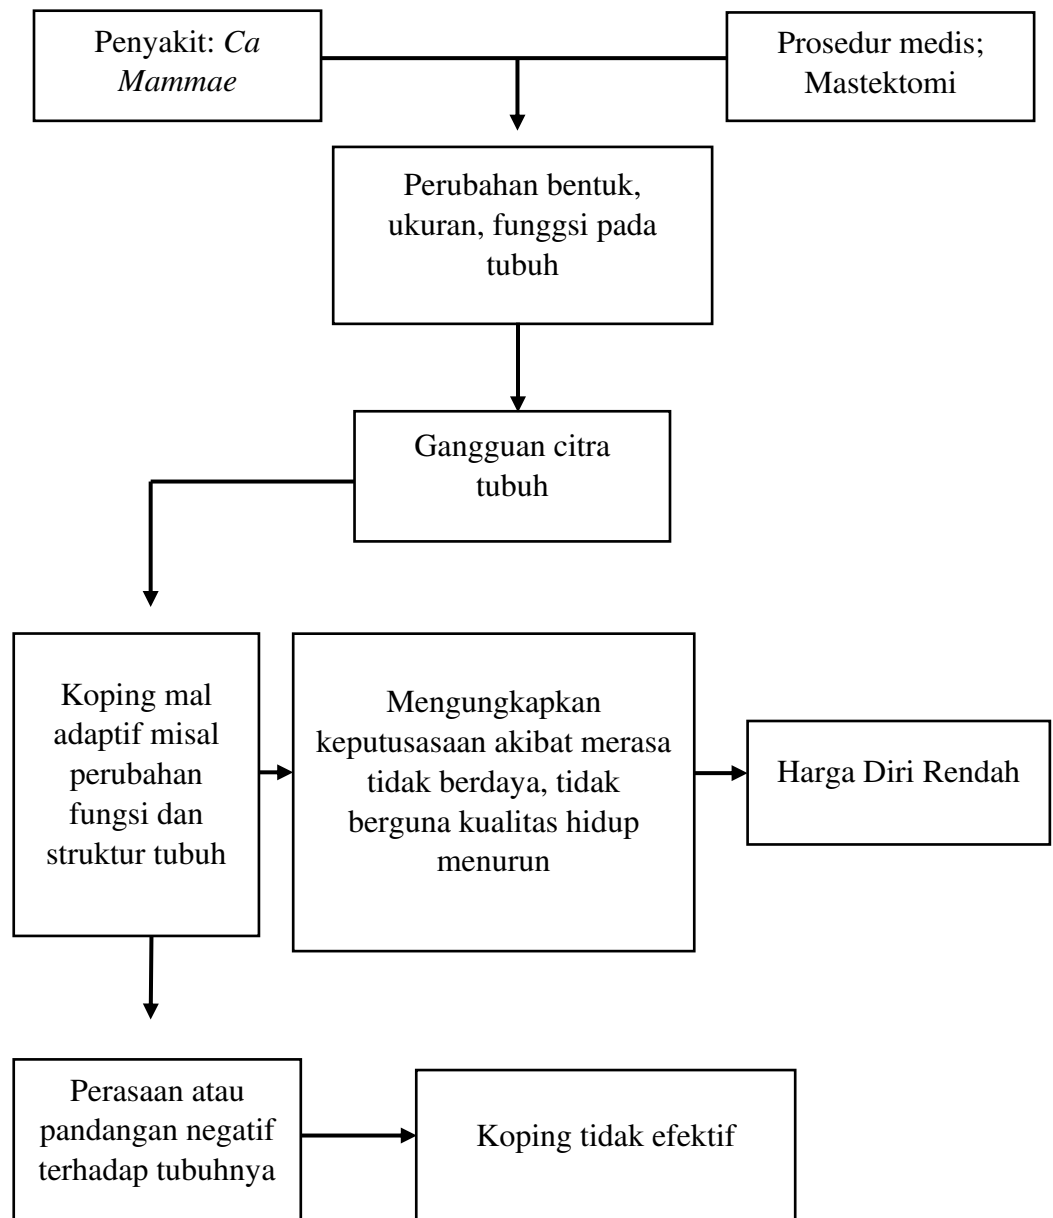 Penyakit: Ca
Mammae
Prosedur medis;
Mastektomi
Perubahan bentuk,
ukuran, funggsi pada
tubuh
Gangguan citra
tubuh
Koping mal
adaptif misal
perubahan
fungsi dan
struktur tubuh
Mengungkapkan
keputusasaan akibat merasa
tidak berdaya, tidak
berguna kualitas hidup
menurun
Harga Diri Rendah
Perasaan atau
pandangan negatif
terhadap tubuhnya
Koping tidak efektif